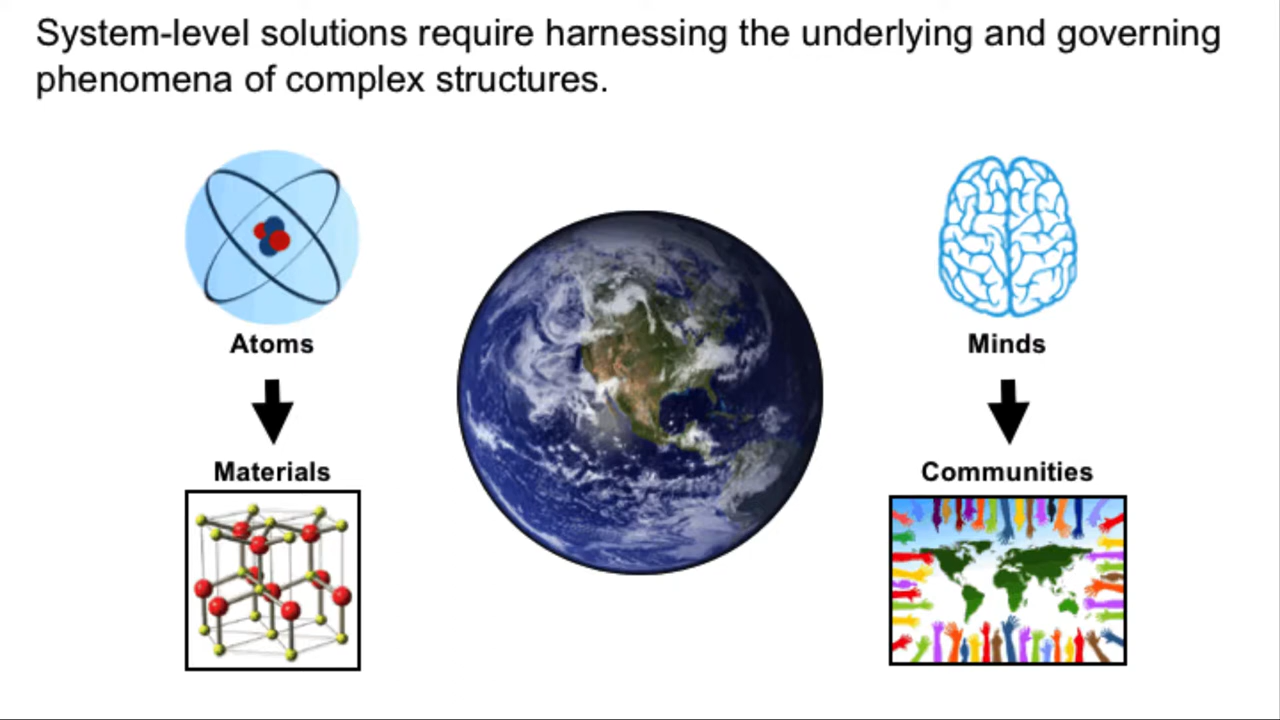 System-level solutions require harnessing the underlying and governing
phenomena of complex structures.
Atoms
Minds
Materials
Communities